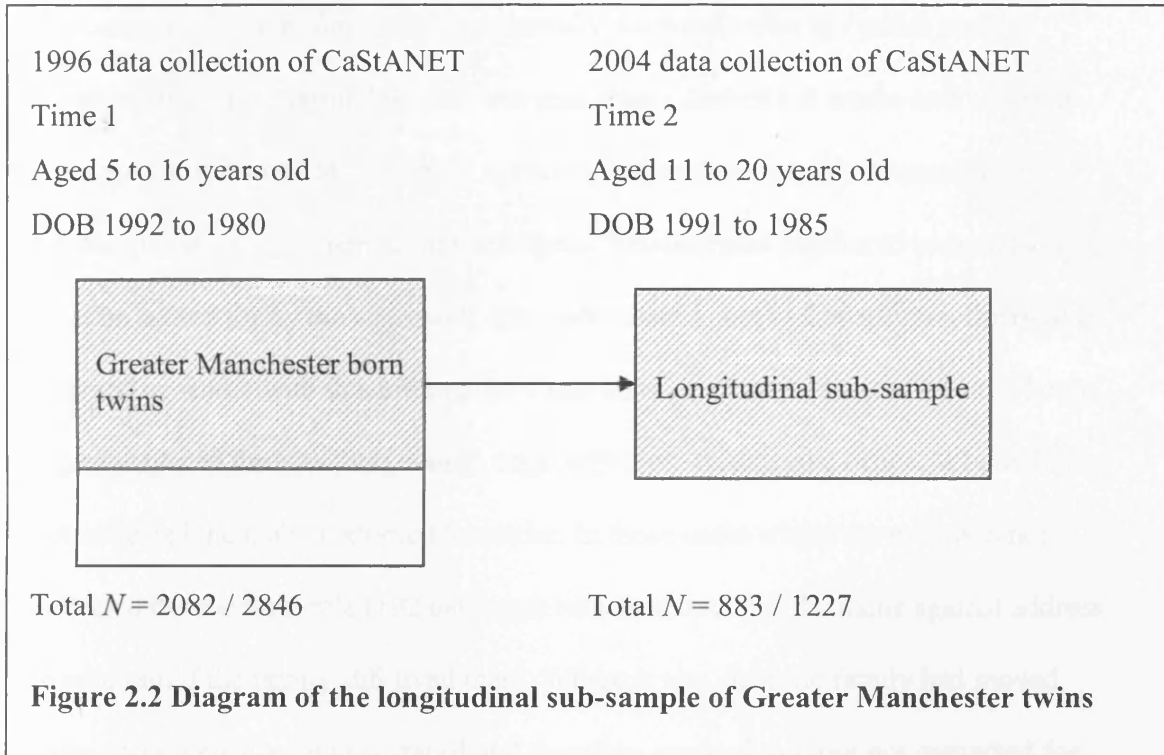 1996 data collection of CaStANET
Time 1
Aged 5 to 16 years old
DOB 1992 to 1980
Greater Manchester born
twins
Total N = 2082 / 2846
2004 data collection of CaStANET
Time 2
Aged 11 to 20 years old
DOB 1991 to 1985
Longitudinal sub-sample
Total N = 883 / 1227
Figure 2.2 Diagram of the longitudinal sub-sample of Greater Manchester twins